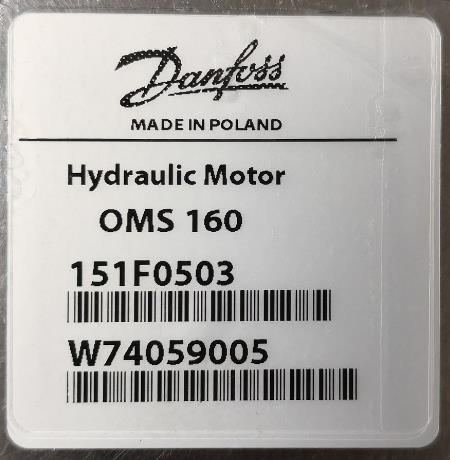 Danfoss
MADE IN POLAND
Hydraulic Motor
OMS 160
151F0503
W74059005